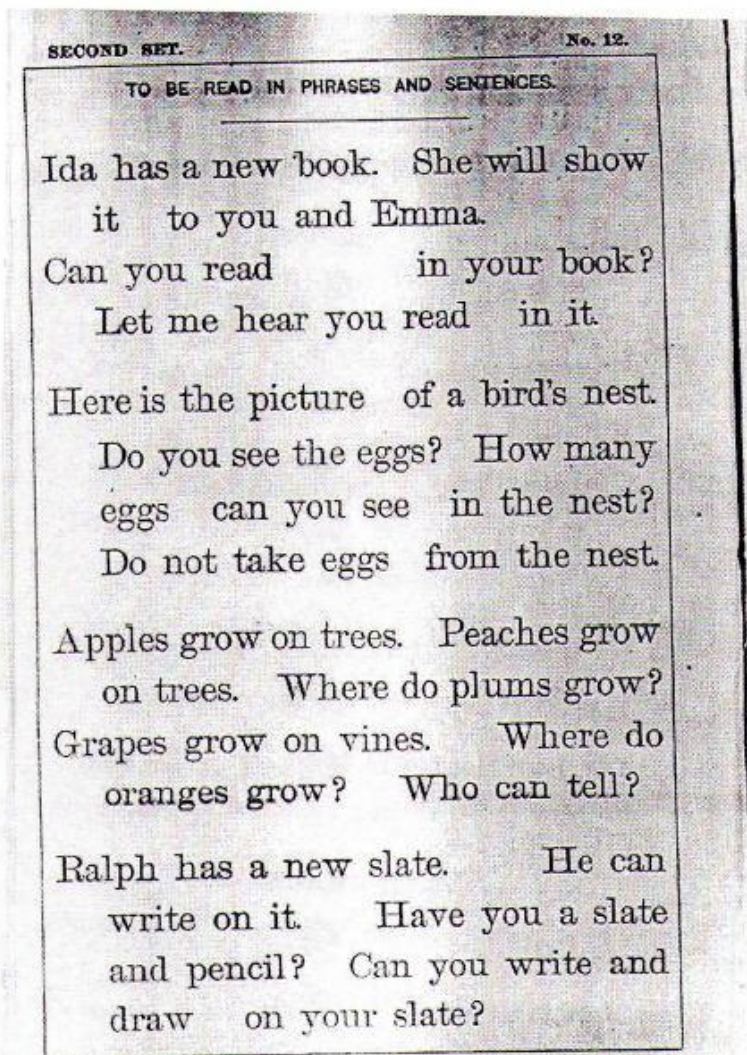 SECOND SET. No. 12.
TO BE READ IN PHRASES AND SENTENCES.
Ida has a new book. She will show
it to you and Emma.
Can you read in your book?
Let me hear you read in it.
Here is the picture of a bird's nest.
Do you see the eggs? How many
eggs can you see in the nest?
Do not take eggs from the nest.
Apples grow on trees. Peaches grow
on trees. Where do plums grow?
Grapes grow on vines. Where do
oranges grow? Who can tell?
Ralph has a new slate. He can
write on it. Have you a slate
and pencil? Can you write and
draw on your slate?